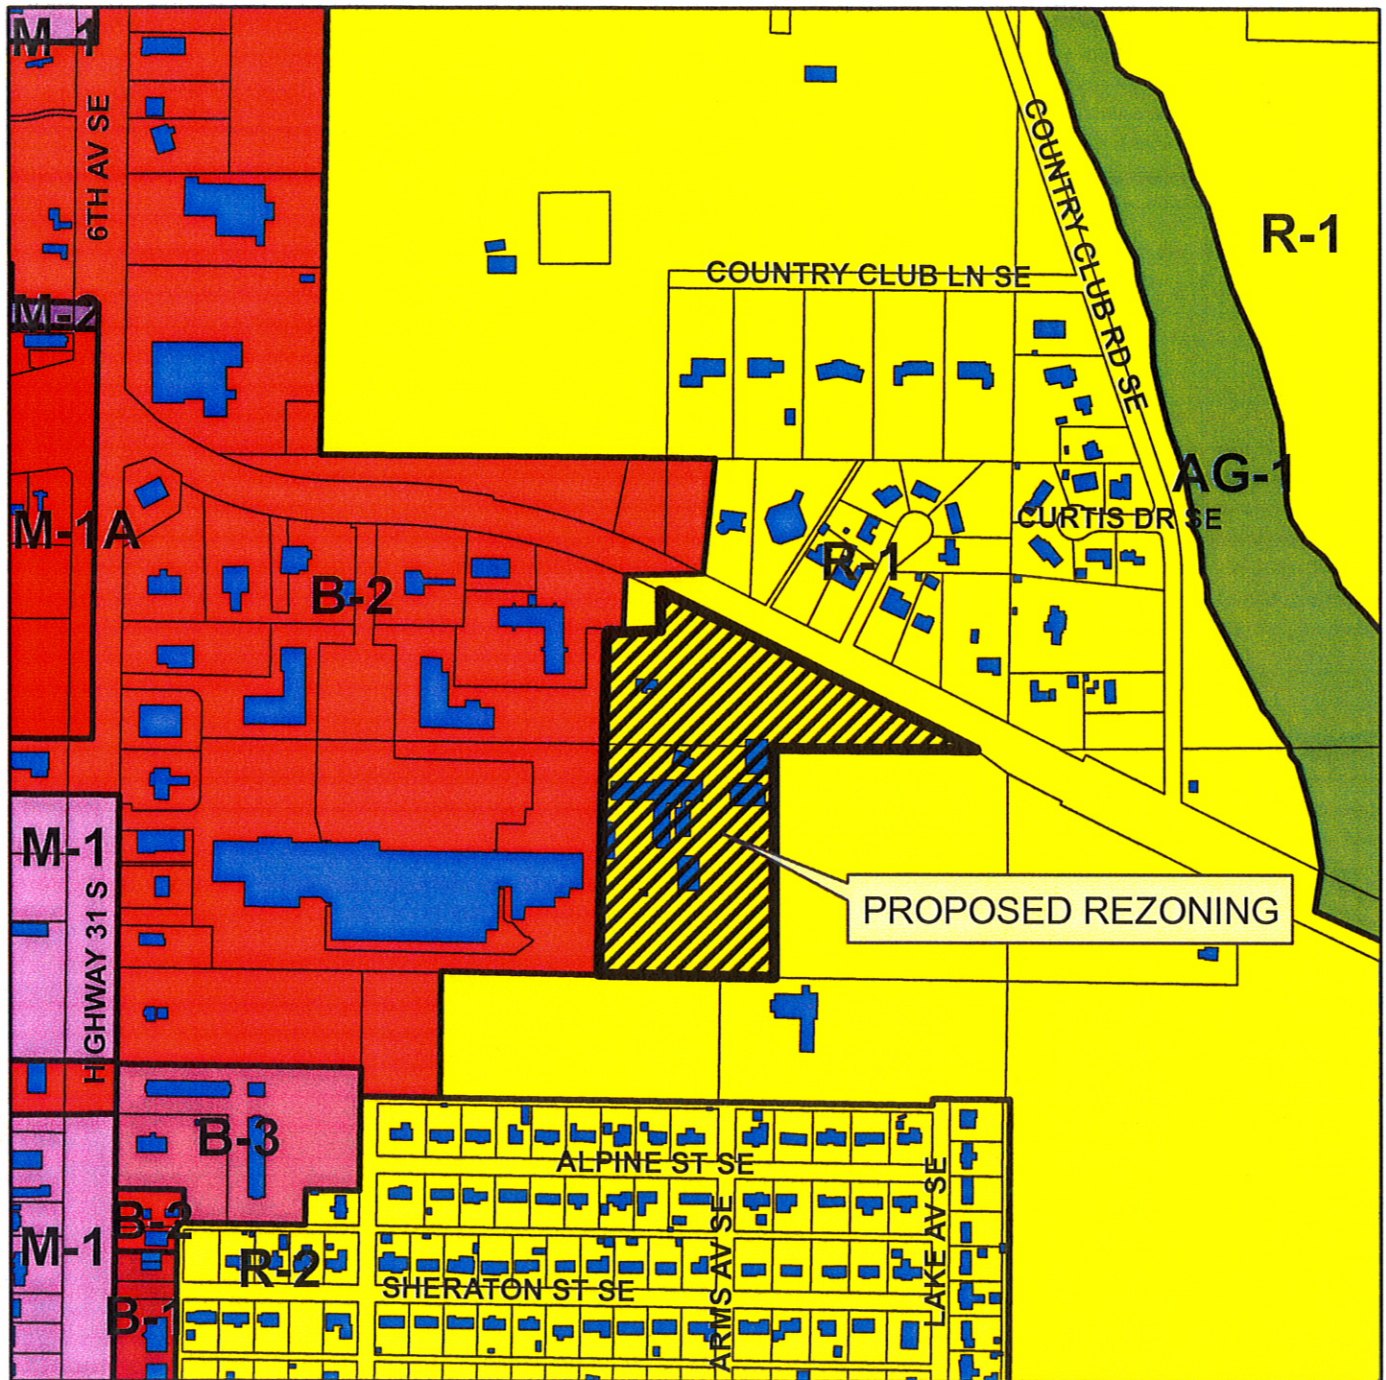 M-1
6TH AV SE
COUNTRY CLUB RD SE
R-1
COUNTRY CLUB LN SE
M-2
AG-1
CURTIS DR SE
M-1A
R-1
B-2
M-1
PROPOSED REZONING
HIGHWAY 31 S
B-3
ALPINE ST SE
B-2
M-1
R-2
ARMS AV SE
LAKE AV SE
SHERATON ST SE
B-1